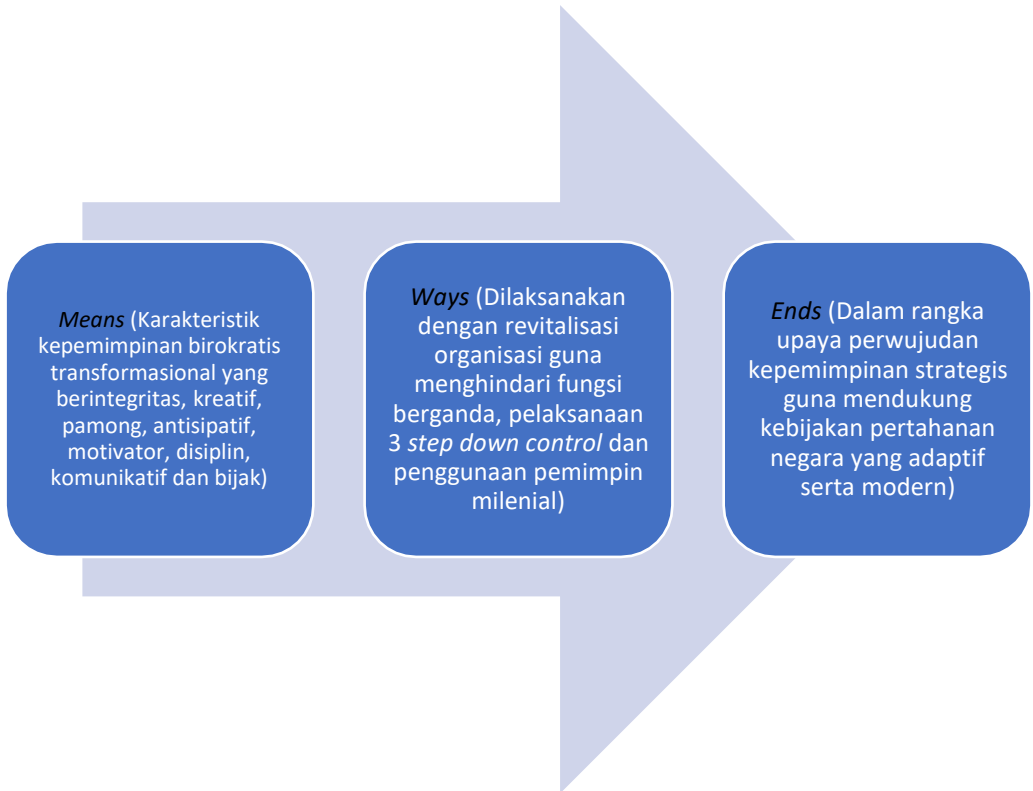 Means (Karakteristik
kepemimpinan birokratis
transformasional yang
berintegritas, kreatif,
pamong, antisipatif,
motivator, disiplin,
komunikatif dan bijak)
Ways (Dilaksanakan
dengan revitalisasi
organisasi guna
menghindari fungsi
berganda, pelaksanaan
3 step down control dan
penggunaan pemimpin
milenial)
Ends (Dalam rangka
upaya perwujudan
kepemimpinan strategis
guna mendukung
kebijakan pertahanan
negara yang adaptif
serta modern)